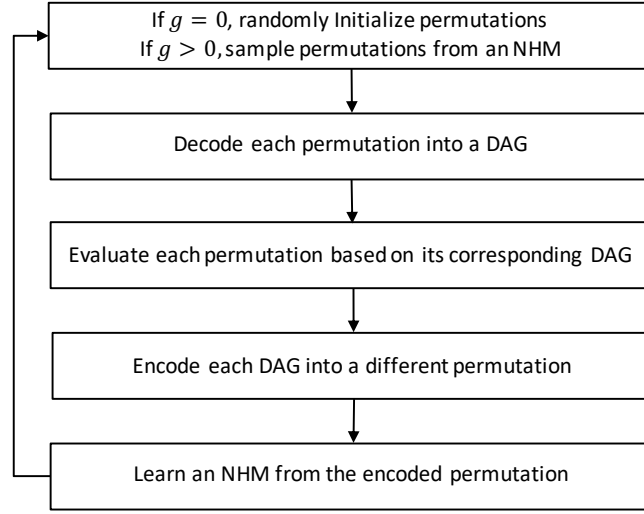 If g = 0, randomly Initialize permutations
If g > 0, sample permutations from an NHM
Decode each permutation into a DAG
Evaluate each permutation based on its corresponding DAG
Encode each DAG into a different permutation
Learn an NHM from the encoded permutation